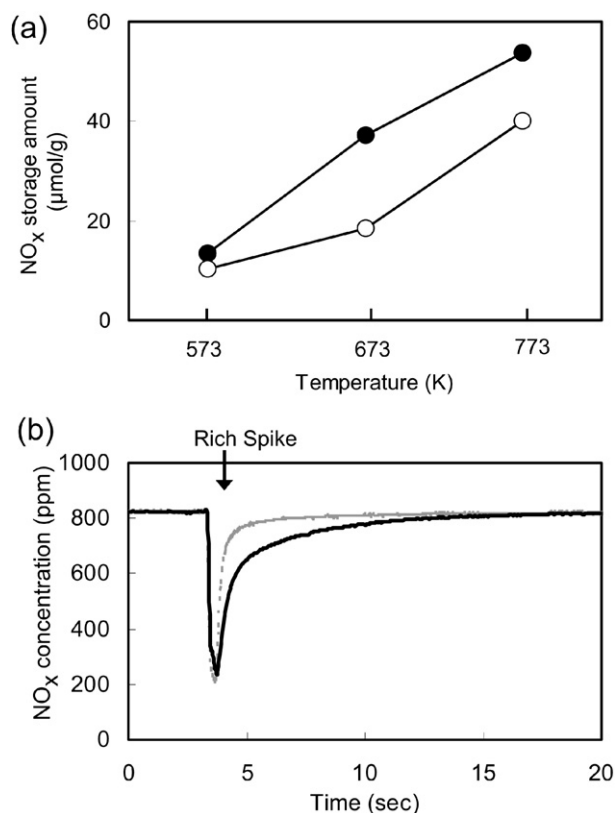 (a)
60
40
20
0
NOx storage amount
(μmol/g)
573 673 773
Temperature (K)
(b)
Rich Spike
1000
800
600
400
200
0
NOx concentration (ppm)
0 5 10 15 20
Time (sec)